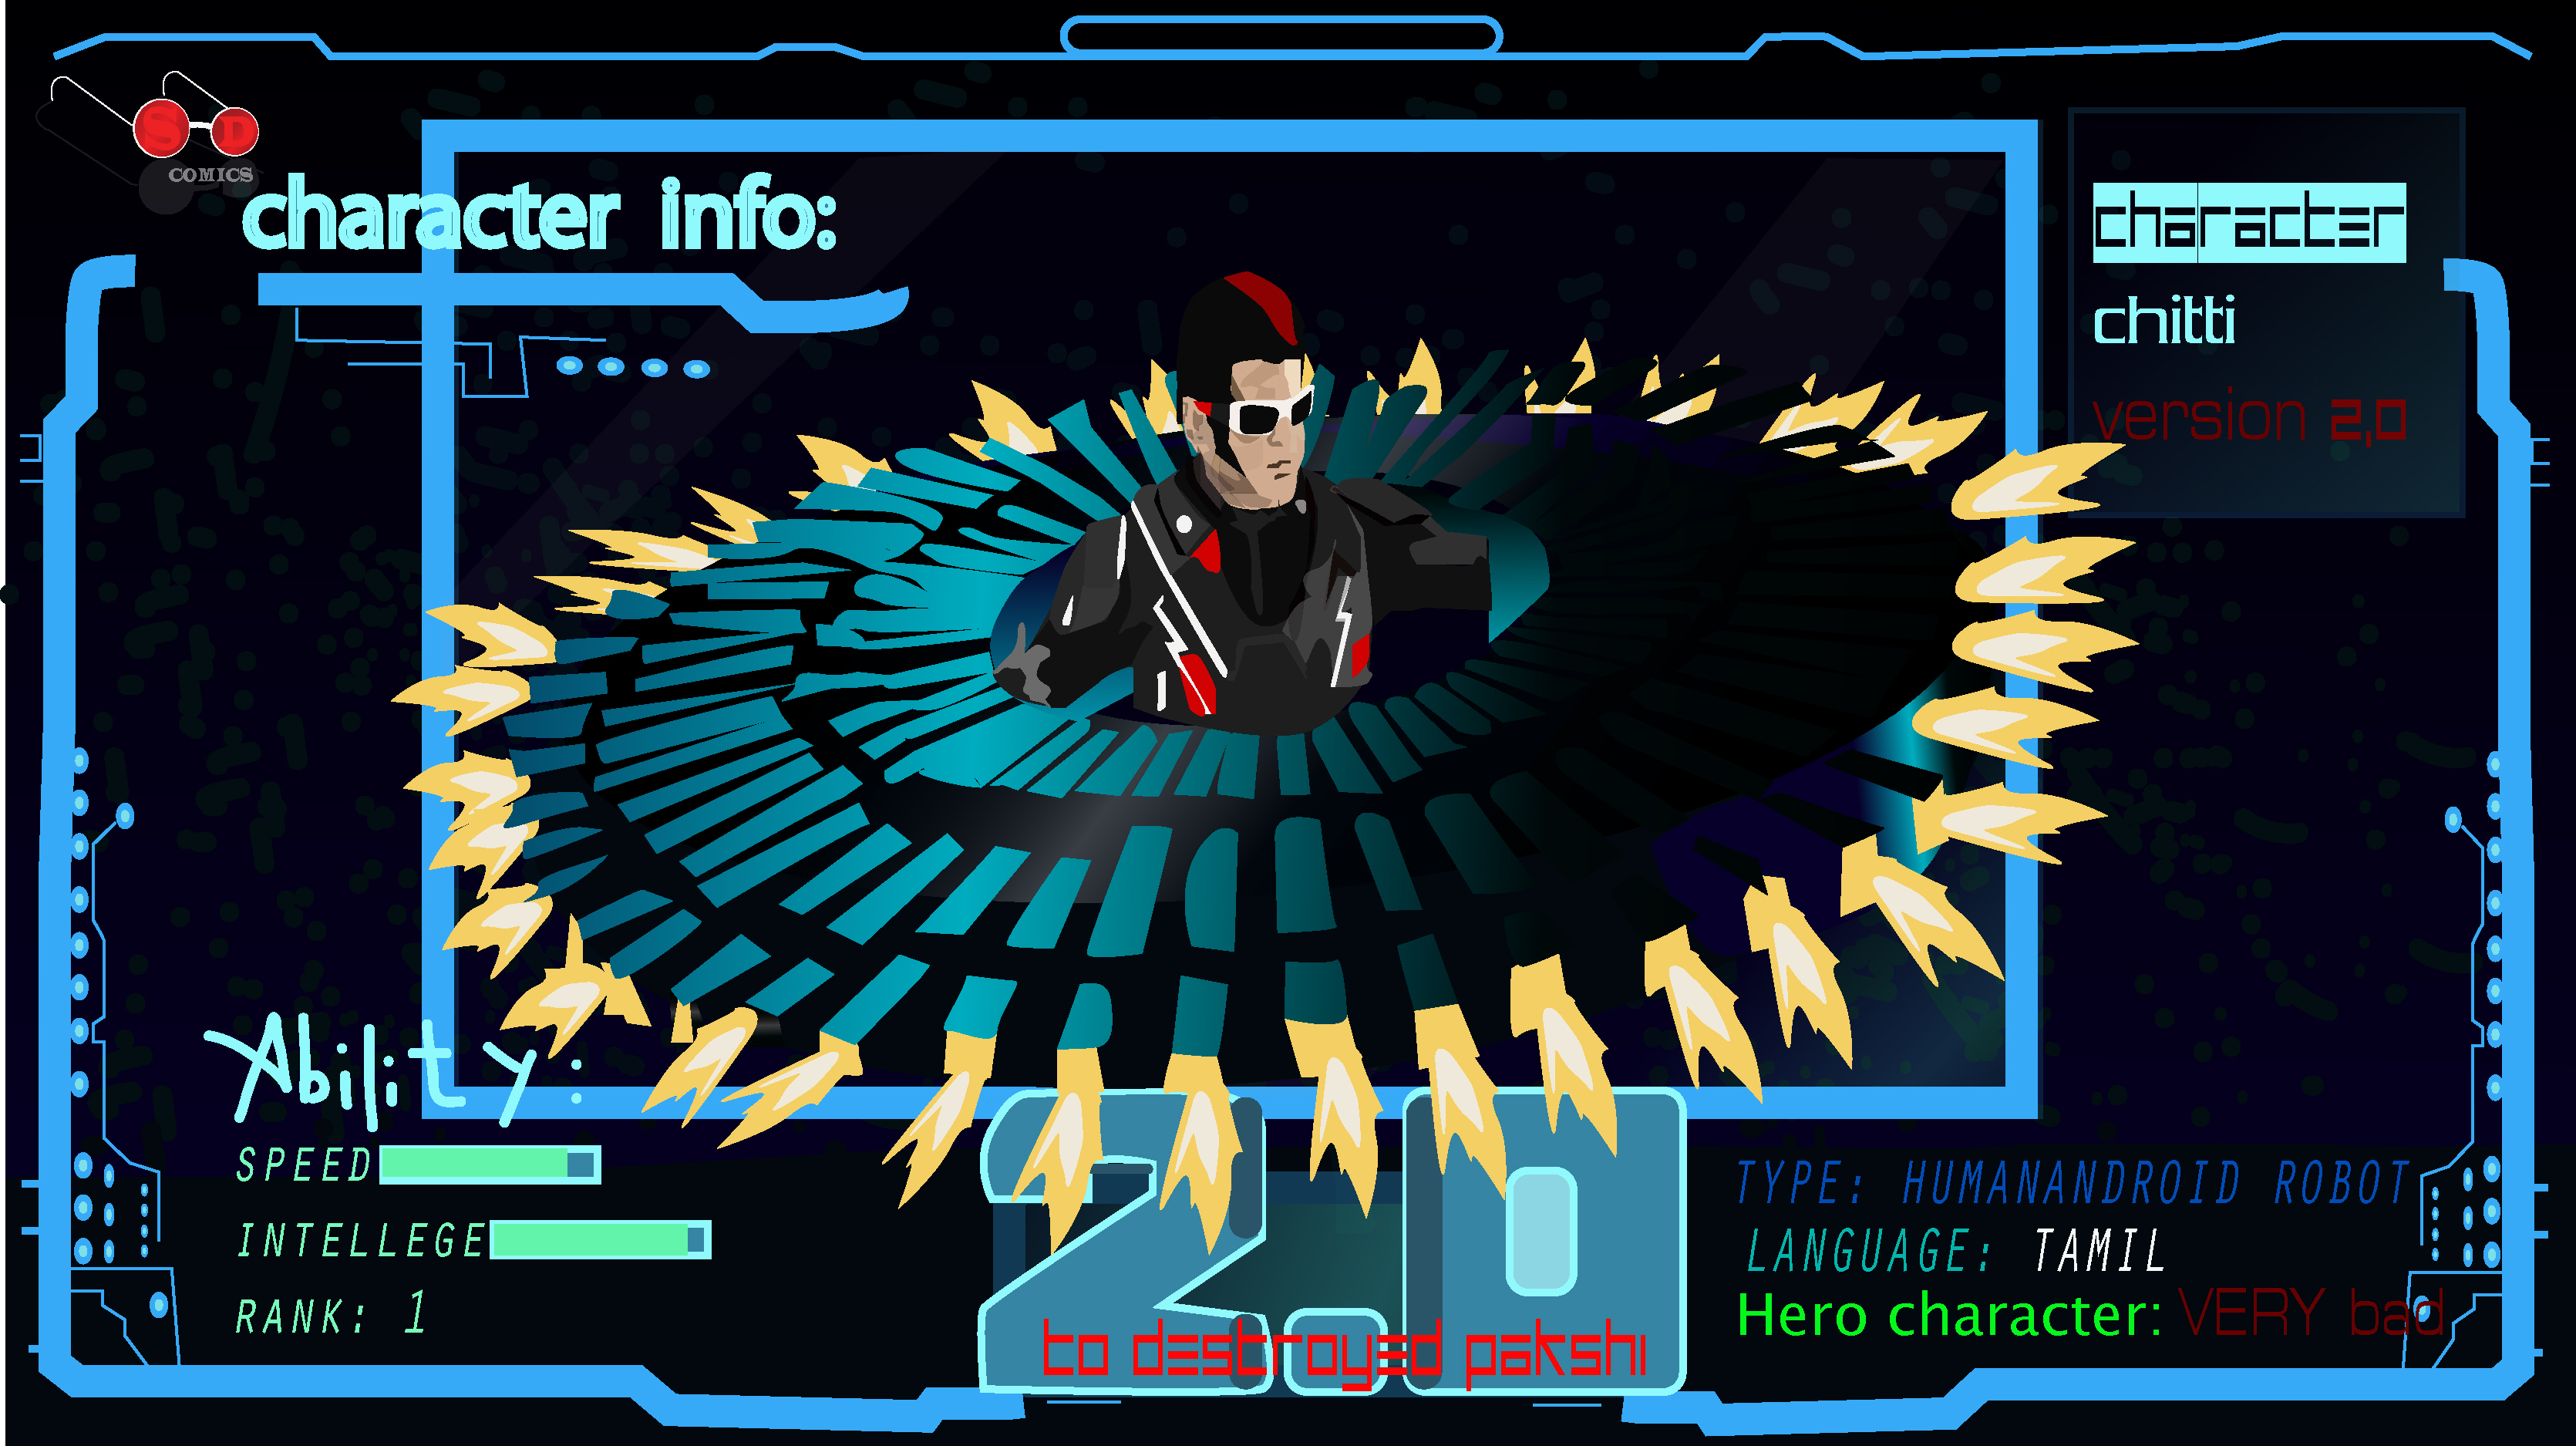 S D
COMICS
character info:
character
chitti
version 2,0
Ability:
SPEED
INTELLEGE
RANK: 1
2.0
to destroyed pakshi
TYPE: HUMANANDROID ROBOT
LANGUAGE: TAMIL
Hero character: VERY bad